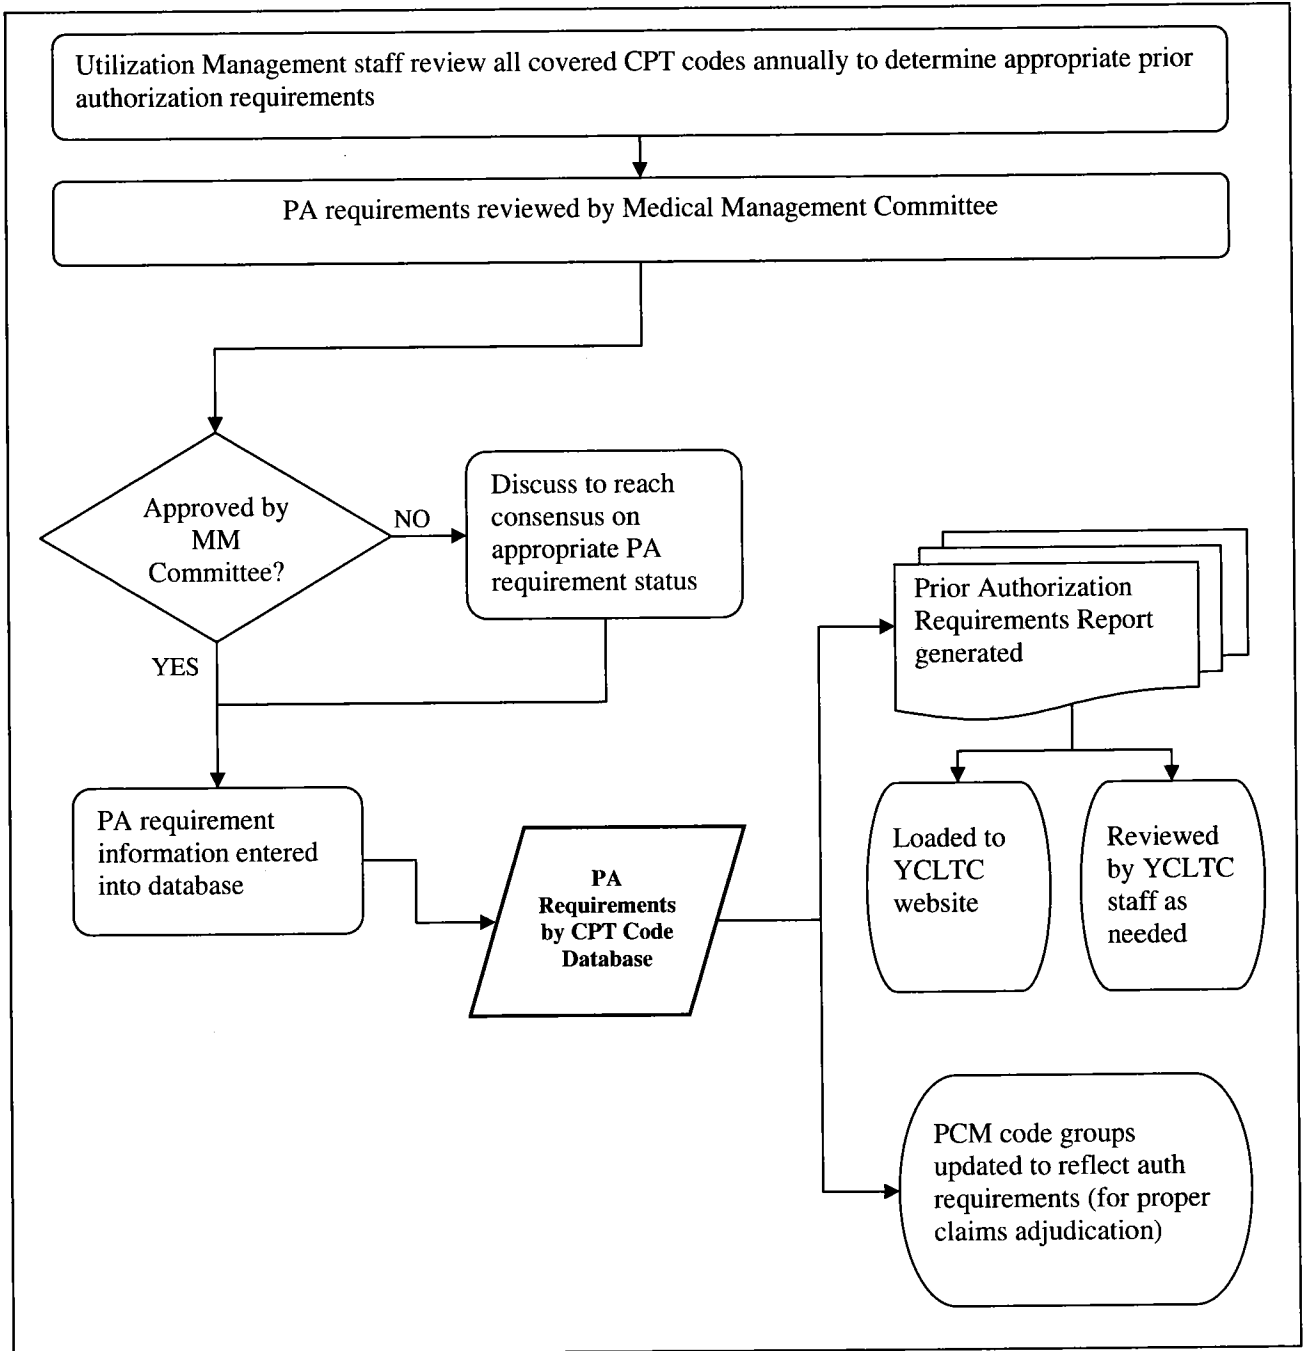 Utilization Management staff review all covered CPT codes annually to determine appropriate prior
authorization requirements
PA requirements reviewed by Medical Management Committee
Approved by
MM
Committee?
NO
Discuss to reach
consensus on
appropriate PA
requirement status
YES
PA requirement
information entered
into database
PA
Requirements
by CPT Code
Database
Prior Authorization
Requirements Report
generated
Loaded to
YCLTC
website
Reviewed
by YCLTC
staff as
needed
PCM code groups
updated to reflect auth
requirements (for proper
claims adjudication)